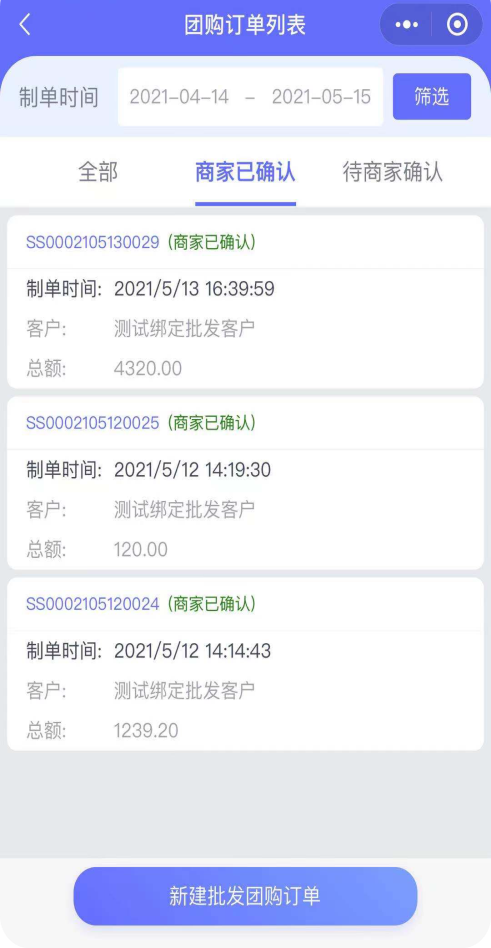 团购订单列表
制单时间 2021-04-14 - 2021-05-15 筛选
全部 商家已确认 待商家确认
SS0002105130029 (商家已确认)
制单时间: 2021/5/13 16:39:59
客户: 测试绑定批发客户
总额: 4320.00
SS0002105120025 (商家已确认)
制单时间: 2021/5/12 14:19:30
客户: 测试绑定批发客户
总额: 120.00
SS0002105120024 (商家已确认)
制单时间: 2021/5/12 14:14:43
客户: 测试绑定批发客户
总额: 1239.20
新建批发团购订单